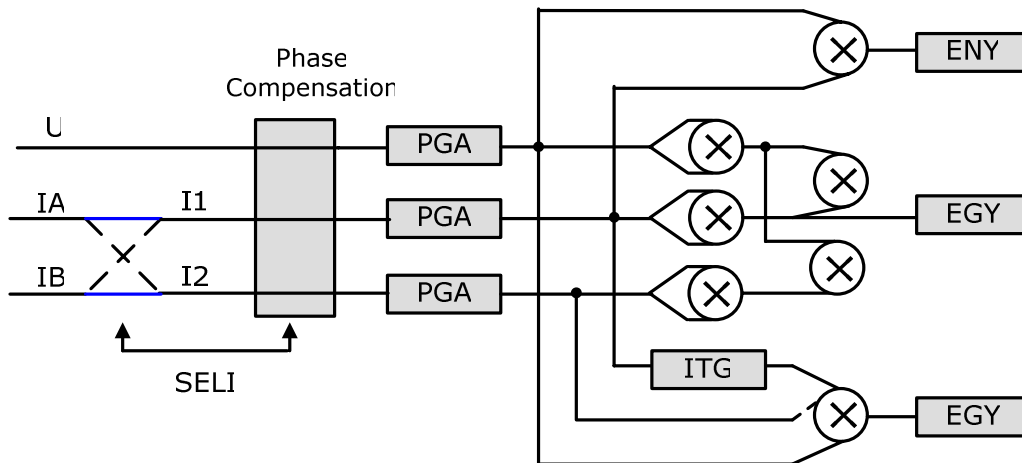 ENY
Phase
Compensation
U
PGA
IA
I1
PGA
EGY
IB
I2
PGA
SELI
ITG
EGY